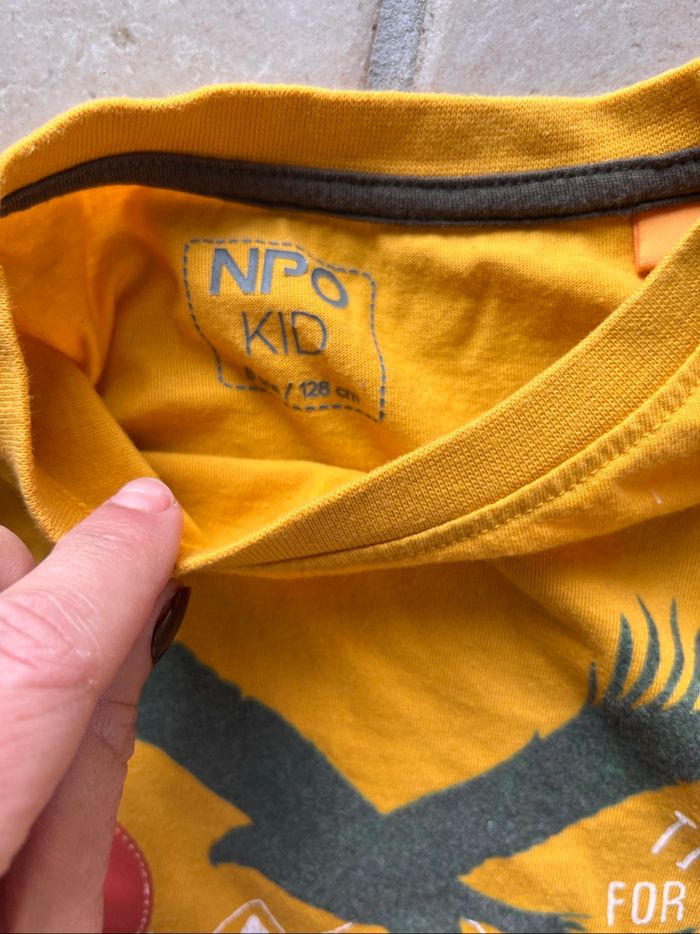 NPO
KID
/ 128 cm
FOR